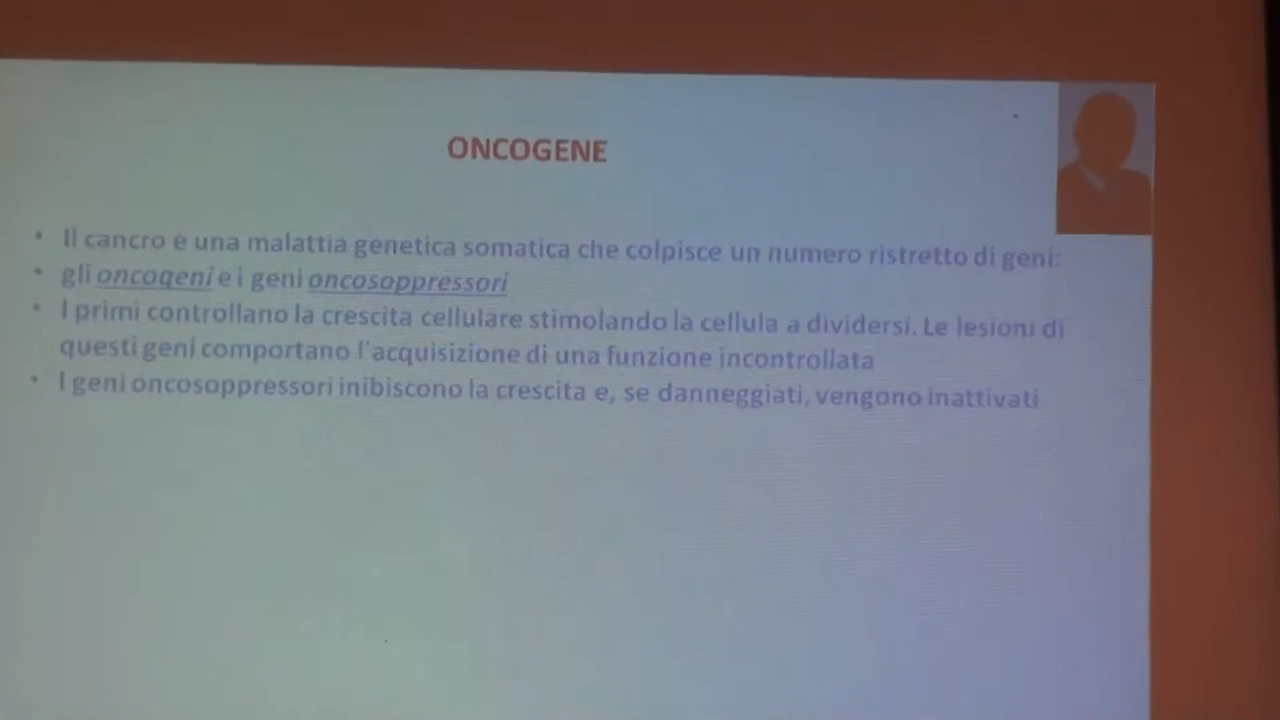 ONCOGENE
• Il cancro è una malattia genetica somatica che colpisce un numero ristretto di geni:
• gli oncogeni e i geni oncosoppressori
• I primi controllano la crescita cellulare stimolando la cellula a dividersi. Le lesioni di
questi geni comportano l'acquisizione di una funzione incontrollata
• I geni oncosoppressori inibiscono la crescita e, se danneggiati, vengono inattivati